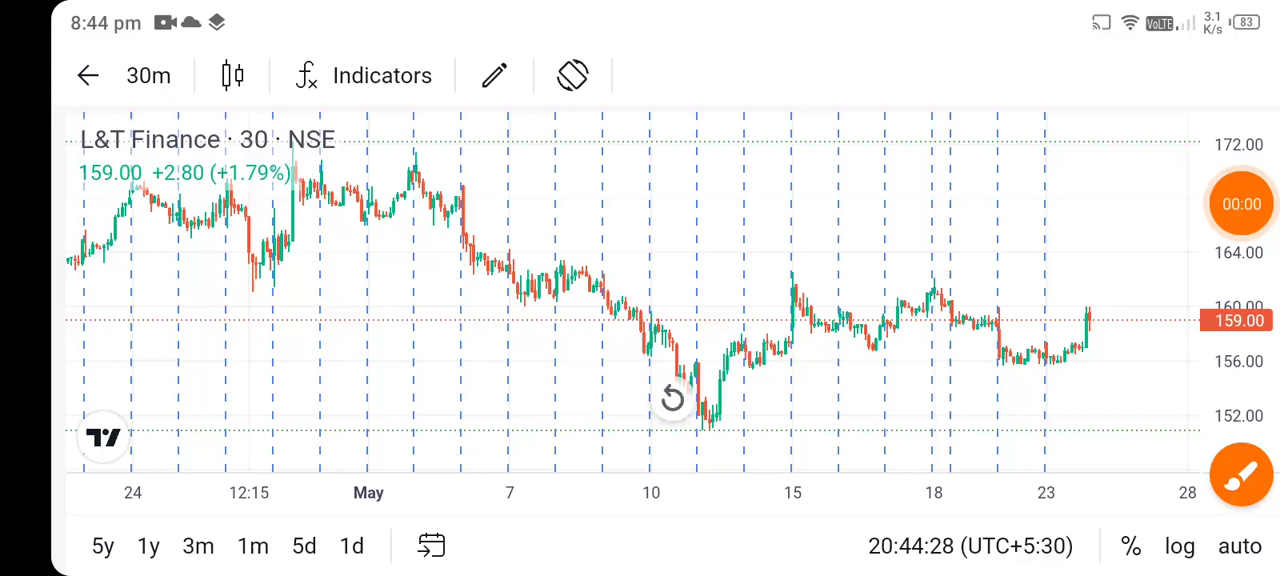 8:44 pm VoLTE 3.1 K/s 83
30m Indicators
L&T Finance · 30 · NSE
159.00 +2.80 (+1.79%)
172.00
00:00
164.00
160.00
159.00
156.00
152.00
24 12:15 May 7 10 15 18 23 28
5y 1y 3m 1m 5d 1d 20:44:28 (UTC+5:30) % log auto